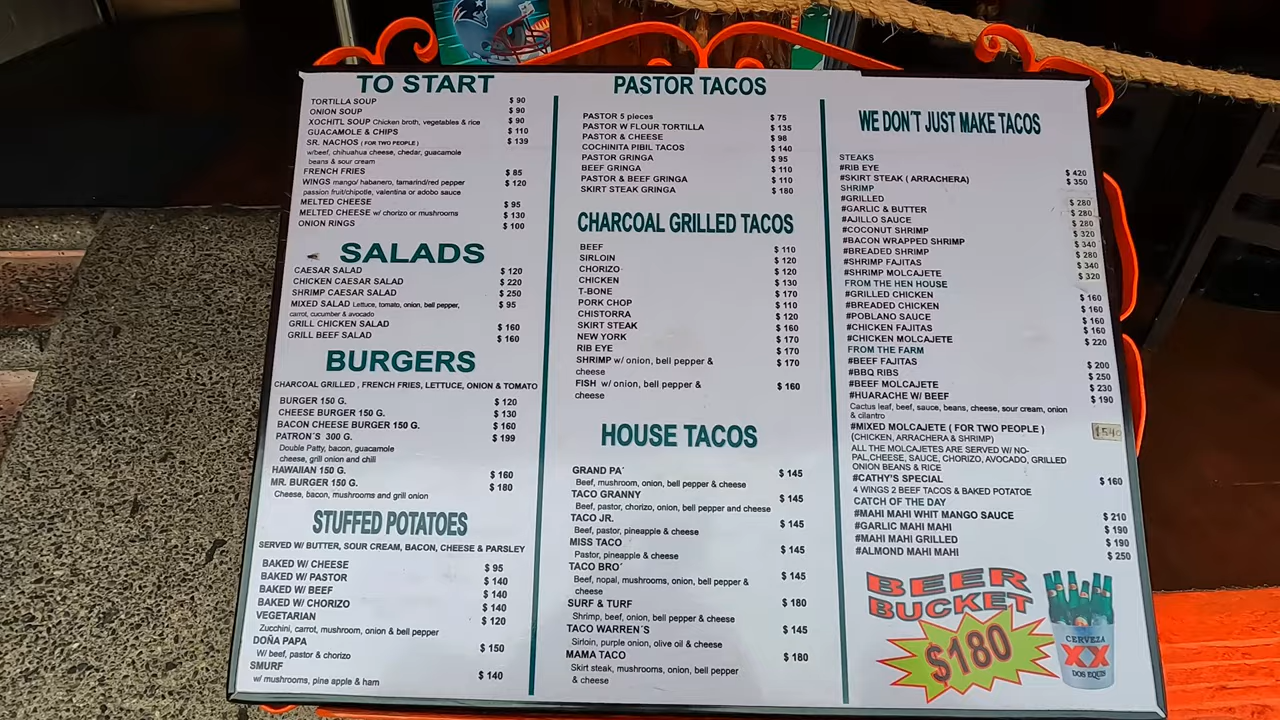 TO START
TORTILLA SOUP $ 90
ONION SOUP $ 90
XOCHITL SOUP Chicken broth, vegetables & rice $ 90
GUACAMOLE & CHIPS $ 110
SR. NACHOS ( FOR TWO PEOPLE ) $ 139
w/beef, chihuahua cheese, chedar, guacamole
beans & sour cream
FRENCH FRIES $ 85
WINGS mango/ habanero, tamarind/red pepper $ 120
passion fruit/chipotle, valentina or adobo sauce
MELTED CHEESE $ 95
MELTED CHEESE w/ chorizo or mushrooms $ 130
ONION RINGS $ 100
SALADS
CAESAR SALAD $ 120
CHICKEN CAESAR SALAD $ 220
SHRIMP CAESAR SALAD $ 250
MIXED SALAD Lettuce, tomato, onion, bell pepper, $ 95
carrot, cucumber & avocado
GRILL CHICKEN SALAD $ 160
GRILL BEEF SALAD $ 160
BURGERS
CHARCOAL GRILLED , FRENCH FRIES, LETTUCE, ONION & TOMATO
BURGER 150 G. $ 120
CHEESE BURGER 150 G. $ 130
BACON CHEESE BURGER 150 G. $ 160
PATRON´S 300 G. $ 199
Double Patty, bacon, guacamole
cheese, grill onion and chill
HAWAIIAN 150 G. $ 160
MR. BURGER 150 G. $ 180
Cheese, bacon, mushrooms and grill onion
STUFFED POTATOES
SERVED W/ BUTTER, SOUR CREAM, BACON, CHEESE & PARSLEY
BAKED W/ CHEESE $ 95
BAKED W/ PASTOR $ 140
BAKED W/ BEEF $ 140
BAKED W/ CHORIZO $ 140
VEGETARIAN $ 120
Zucchini, carrot, mushroom, onion & bell pepper
DOÑA PAPA $ 150
W/ beef, pastor & chorizo
SMURF $ 140
w/ mushrooms, pine apple & ham
PASTOR TACOS
PASTOR 5 pieces $ 75
PASTOR W FLOUR TORTILLA $ 135
PASTOR & CHEESE $ 98
COCHINITA PIBIL TACOS $ 140
PASTOR GRINGA $ 95
BEEF GRINGA $ 110
PASTOR & BEEF GRINGA $ 110
SKIRT STEAK GRINGA $ 180
CHARCOAL GRILLED TACOS
BEEF $ 110
SIRLOIN $ 120
CHORIZO $ 120
CHICKEN $ 130
T-BONE $ 170
PORK CHOP $ 110
CHISTORRA $ 120
SKIRT STEAK $ 160
NEW YORK $ 170
RIB EYE $ 170
SHRIMP w/ onion, bell pepper & $ 170
cheese
FISH w/ onion, bell pepper & $ 160
cheese
HOUSE TACOS
GRAND PA´ $ 145
Beef, mushroom, onion, bell pepper & cheese
TACO GRANNY $ 145
Beef, pastor, chorizo, onion, bell pepper and cheese
TACO JR. $ 145
Beef, pastor, pineapple & cheese
MISS TACO $ 145
Pastor, pineapple & cheese
TACO BRO´ $ 145
Beef, nopal, mushrooms, onion, bell pepper &
cheese
SURF & TURF $ 180
Shrimp, beef, onion, bell pepper & cheese
TACO WARREN´S $ 145
Sirloin, purple onion, olive oil & cheese
MAMA TACO $ 180
Skirt steak, mushrooms, onion, bell pepper
& cheese
WE DON'T JUST MAKE TACOS
STEAKS
#RIB EYE $ 420
#SKIRT STEAK ( ARRACHERA) $ 350
SHRIMP
#GRILLED $ 280
#GARLIC & BUTTER $ 280
#AJILLO SAUCE $ 280
#COCONUT SHRIMP $ 320
#BACON WRAPPED SHRIMP $ 340
#BREADED SHRIMP $ 280
#SHRIMP FAJITAS $ 340
#SHRIMP MOLCAJETE $ 320
FROM THE HEN HOUSE
#GRILLED CHICKEN $ 160
#BREADED CHICKEN $ 160
#POBLANO SAUCE $ 160
#CHICKEN FAJITAS $ 160
#CHICKEN MOLCAJETE $ 220
FROM THE FARM
#BEEF FAJITAS $ 200
#BBQ RIBS $ 250
#BEEF MOLCAJETE $ 230
#HUARACHE W/ BEEF $ 190
Cactus leaf, beef, sauce, beans, cheese, sour cream, onion
& cilantro
#MIXED MOLCAJETE ( FOR TWO PEOPLE ) $540
(CHICKEN, ARRACHERA & SHRIMP)
ALL THE MOLCAJETES ARE SERVED W/ NO-
PAL,CHEESE, SAUCE, CHORIZO, AVOCADO, GRILLED
ONION BEANS & RICE
#CATHY'S SPECIAL $ 160
4 WINGS 2 BEEF TACOS & BAKED POTATOE
CATCH OF THE DAY
#MAHI MAHI WHIT MANGO SAUCE $ 210
#GARLIC MAHI MAHI $ 190
#MAHI MAHI GRILLED $ 190
#ALMOND MAHI MAHI $ 250
BEER
BUCKET
$180
CERVEZA
XX
DOS EQUIS